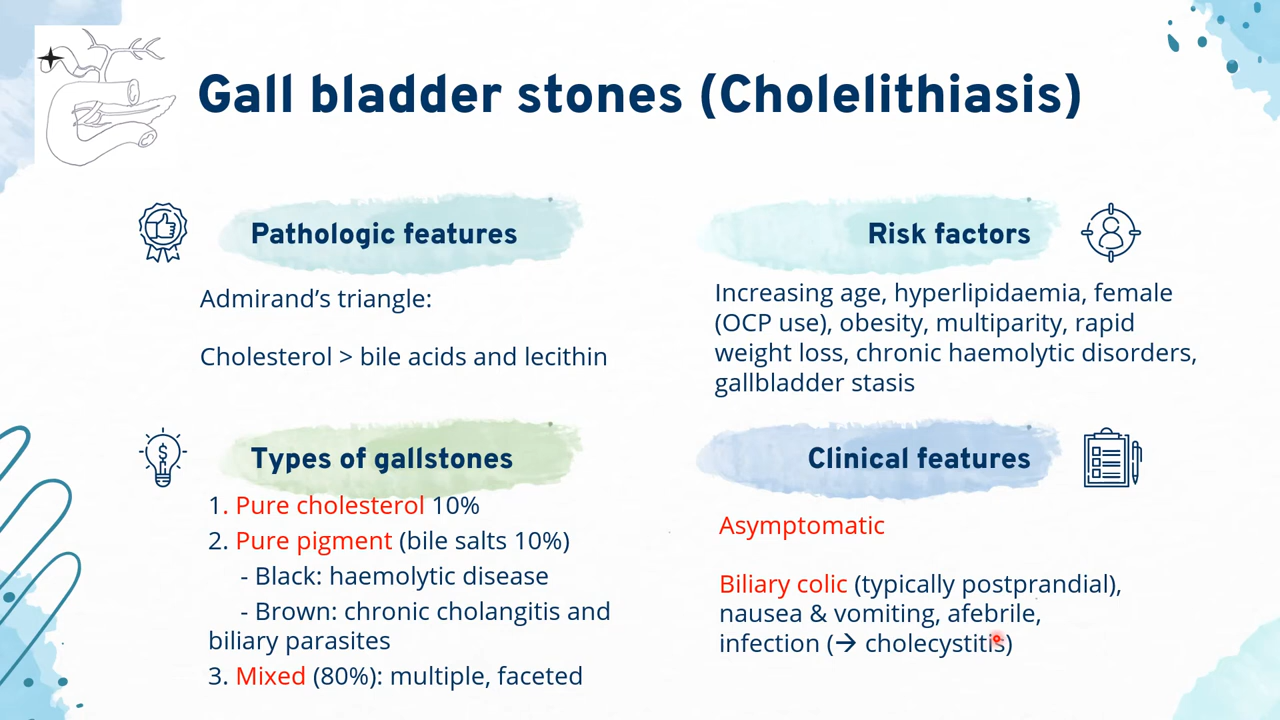 Gall bladder stones (Cholelithiasis)
Pathologic features
Admirand’s triangle:
Cholesterol > bile acids and lecithin
Risk factors
Increasing age, hyperlipidaemia, female
(OCP use), obesity, multiparity, rapid
weight loss, chronic haemolytic disorders,
gallbladder stasis
Types of gallstones
1. Pure cholesterol 10%
2. Pure pigment (bile salts 10%)
- Black: haemolytic disease
- Brown: chronic cholangitis and
biliary parasites
3. Mixed (80%): multiple, faceted
Clinical features
Asymptomatic
Biliary colic (typically postprandial),
nausea & vomiting, afebrile,
infection (→ cholecystitis)